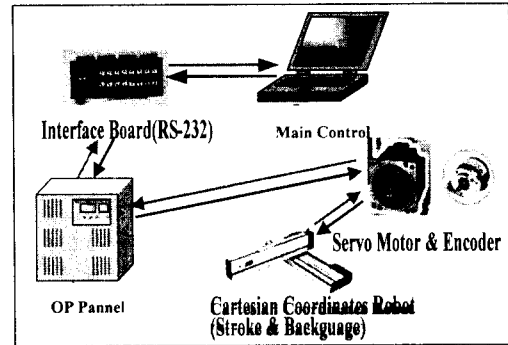 Interface Board(RS-232)
Main Control
Servo Motor & Encoder
OP Pannel
Cartesian Coordinates Robot
(Stroke & Backguage)